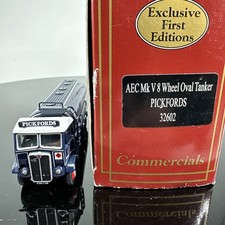 Exclusive
First
Editions
AEC Mk V 8 Wheel Oval Tanker
PICKFORDS
32602
Commercials
PICKFORDS